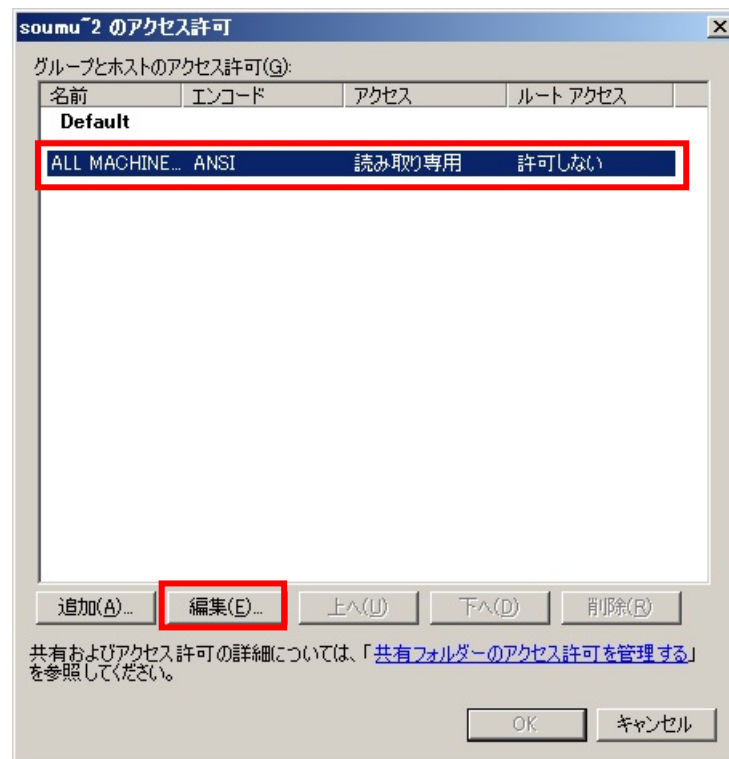 soumu~2 のアクセス許可
グループとホストのアクセス許可(G):
名前 エンコード アクセス ルート アクセス
Default
ALL MACHINE... ANSI 読み取り専用 許可しない
追加(A)... 編集(E)... 上へ(U) 下へ(D) 削除(R)
共有およびアクセス許可の詳細については、「共有フォルダーのアクセス許可を管理する」
を参照してください。
OK キャンセル